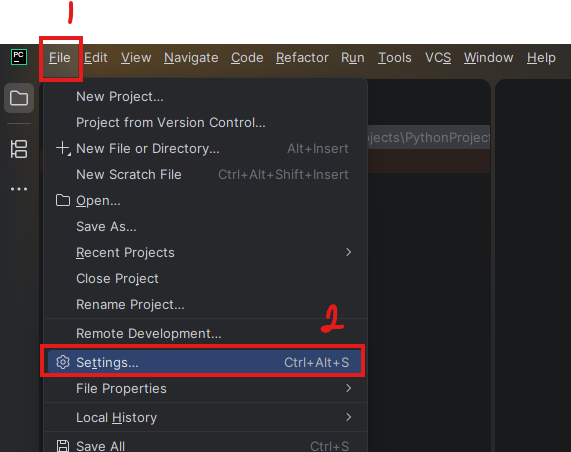 1
PC
File Edit View Navigate Code Refactor Run Tools VCS Window Help
New Project...
Project from Version Control...
ojects\PythonProject
New File or Directory... Alt+Insert
New Scratch File Ctrl+Alt+Shift+Insert
Open...
Save As...
Recent Projects
Close Project
Rename Project...
2
Remote Development...
Settings... Ctrl+Alt+S
File Properties
Local History
Save All Ctrl+S